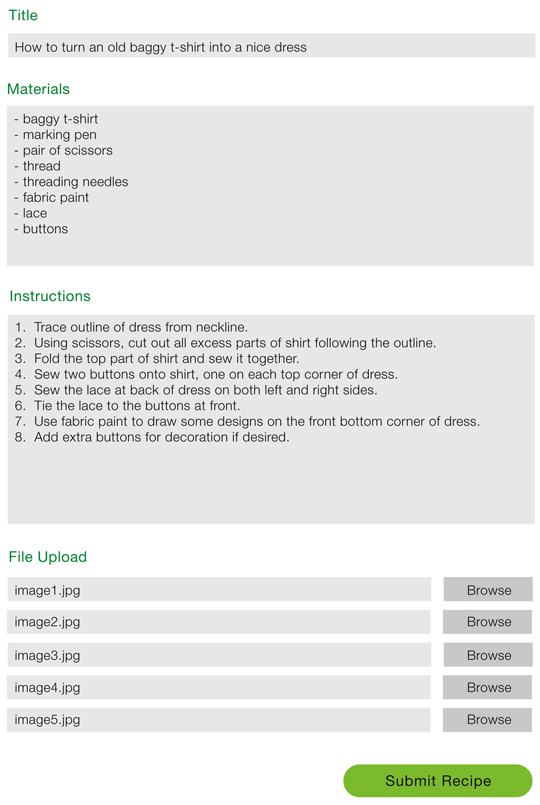 Title
How to turn an old baggy t-shirt into a nice dress
Materials
- baggy t-shirt
- marking pen
- pair of scissors
- thread
- threading needles
- fabric paint
- lace
- buttons
Instructions
1. Trace outline of dress from neckline.
2. Using scissors, cut out all excess parts of shirt following the outline.
3. Fold the top part of shirt and sew it together.
4. Sew two buttons onto shirt, one on each top corner of dress.
5. Sew the lace at back of dress on both left and right sides.
6. Tie the lace to the buttons at front.
7. Use fabric paint to draw some designs on the front bottom corner of dress.
8. Add extra buttons for decoration if desired.
File Upload
image1.jpg Browse
image2.jpg Browse
image3.jpg Browse
image4.jpg Browse
image5.jpg Browse
Submit Recipe